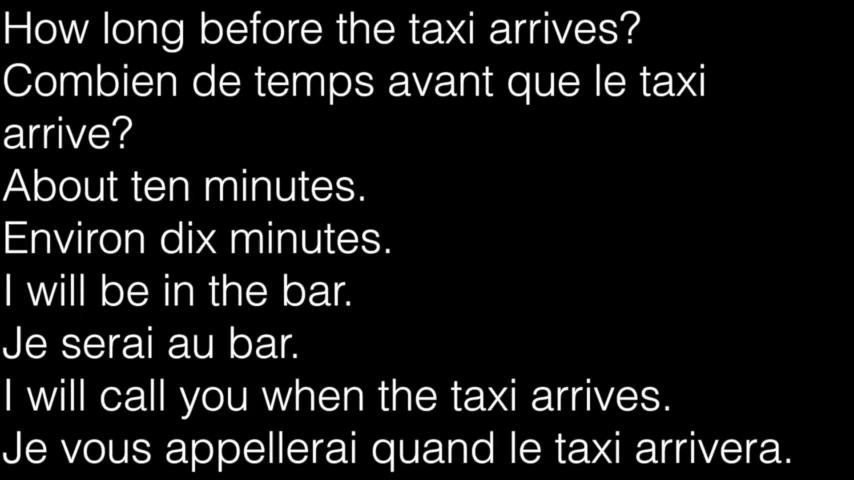 How long before the taxi arrives?
Combien de temps avant que le taxi
arrive?
About ten minutes.
Environ dix minutes.
I will be in the bar.
Je serai au bar.
I will call you when the taxi arrives.
Je vous appellerai quand le taxi arrivera.